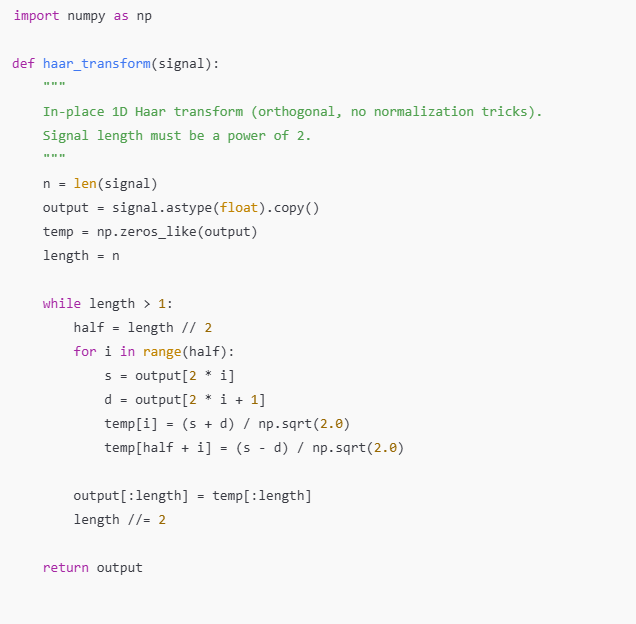 import numpy as np
def haar_transform(signal):
    """
    In-place 1D Haar transform (orthogonal, no normalization tricks).
    Signal length must be a power of 2.
    """
    n = len(signal)
    output = signal.astype(float).copy()
    temp = np.zeros_like(output)
    length = n
    while length > 1:
        half = length // 2
        for i in range(half):
            s = output[2 * i]
            d = output[2 * i + 1]
            temp[i] = (s + d) / np.sqrt(2.0)
            temp[half + i] = (s - d) / np.sqrt(2.0)
        output[:length] = temp[:length]
        length //= 2
    return output